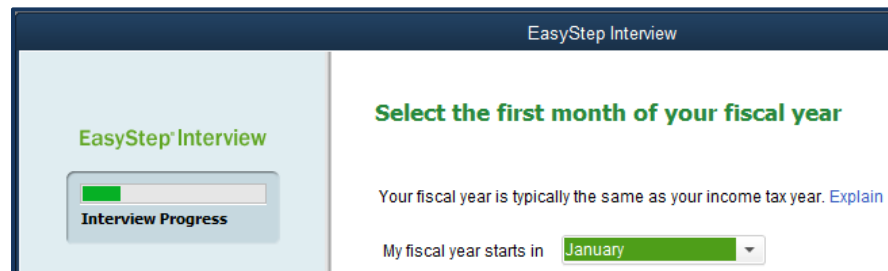 EasyStep Interview
Select the first month of your fiscal year
EasyStep® Interview
Your fiscal year is typically the same as your income tax year. Explain
Interview Progress
My fiscal year starts in January